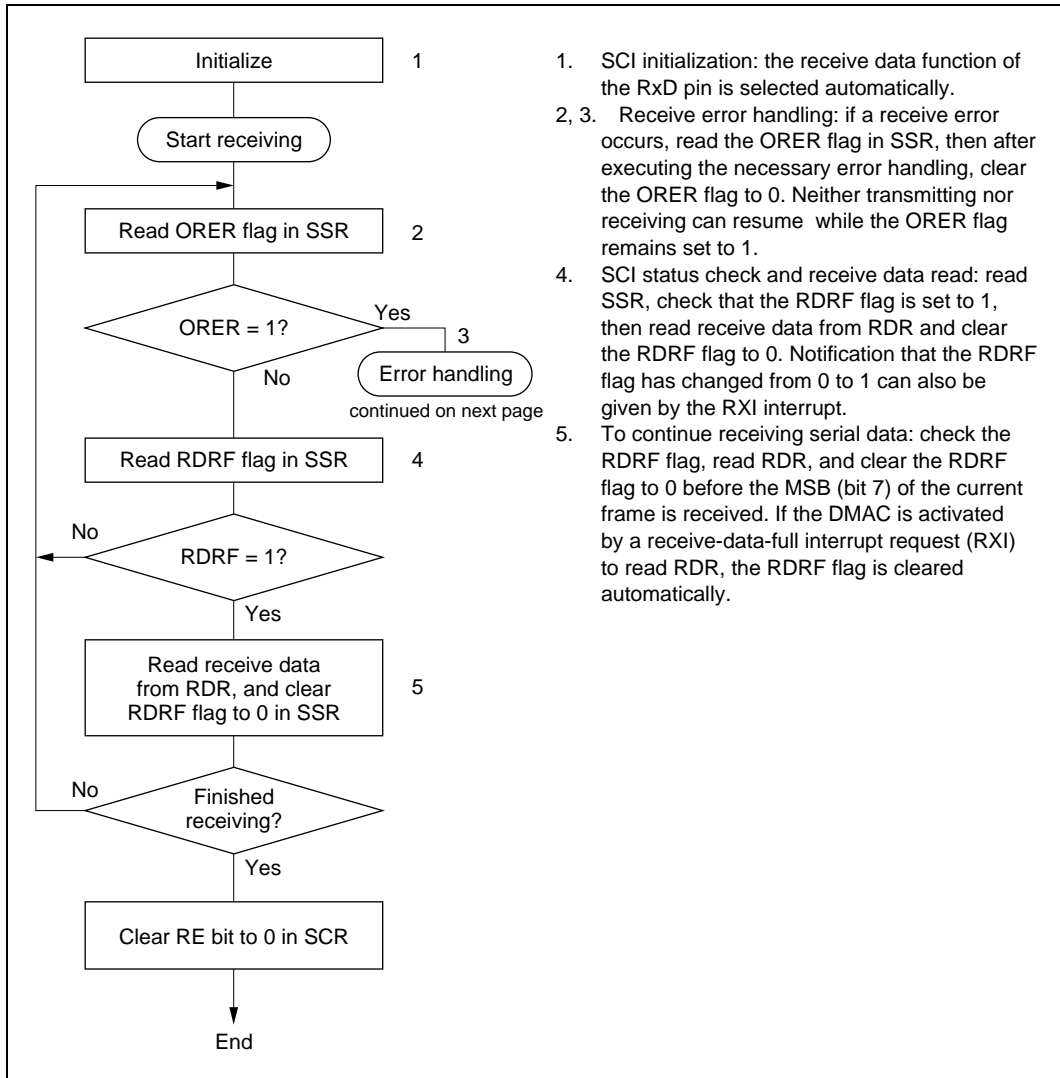 Initialize
1
Start receiving
Read ORER flag in SSR
2
ORER = 1?
Yes
3
No
Error handling
continued on next page
Read RDRF flag in SSR
4
No
RDRF = 1?
Yes
Read receive data
from RDR, and clear
RDRF flag to 0 in SSR
5
No
Finished
receiving?
Yes
Clear RE bit to 0 in SCR
End
1. SCI initialization: the receive data function of
the RxD pin is selected automatically.
2, 3. Receive error handling: if a receive error
occurs, read the ORER flag in SSR, then after
executing the necessary error handling, clear
the ORER flag to 0. Neither transmitting nor
receiving can resume while the ORER flag
remains set to 1.
4. SCI status check and receive data read: read
SSR, check that the RDRF flag is set to 1,
then read receive data from RDR and clear
the RDRF flag to 0. Notification that the RDRF
flag has changed from 0 to 1 can also be
given by the RXI interrupt.
5. To continue receiving serial data: check the
RDRF flag, read RDR, and clear the RDRF
flag to 0 before the MSB (bit 7) of the current
frame is received. If the DMAC is activated
by a receive-data-full interrupt request (RXI)
to read RDR, the RDRF flag is cleared
automatically.